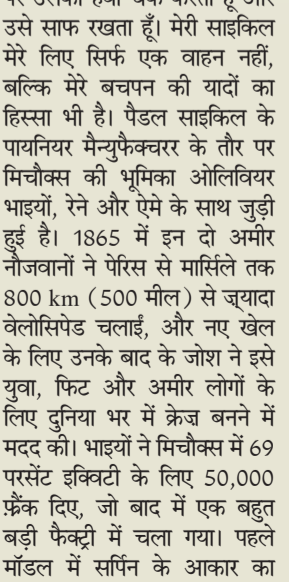 पर उसकी हवा चेक करता हूँ और
उसे साफ रखता हूँ। मेरी साइकिल
मेरे लिए सिर्फ एक वाहन नहीं,
बल्कि मेरे बचपन की यादों का
हिस्सा भी है। पैडल साइकिल के
पायनियर मैन्युफैक्चरर के तौर पर
मिचौक्स की भूमिका ओलिवियर
भाइयों, रेने और ऐमे के साथ जुड़ी
हुई है। 1865 में इन दो अमीर
नौजवानों ने पेरिस से मार्सिले तक
800 km (500 मील) से ज़्यादा
वेलोसिपेड चलाईं, और नए खेल
के लिए उनके बाद के जोश ने इसे
युवा, फिट और अमीर लोगों के
लिए दुनिया भर में क्रेज़ बनने में
मदद की। भाइयों ने मिचौक्स में 69
परसेंट इक्विटी के लिए 50,000
फ़्रैंक दिए, जो बाद में एक बहुत
बड़ी फैक्ट्री में चला गया। पहले
मॉडल में सर्पिन के आकार का